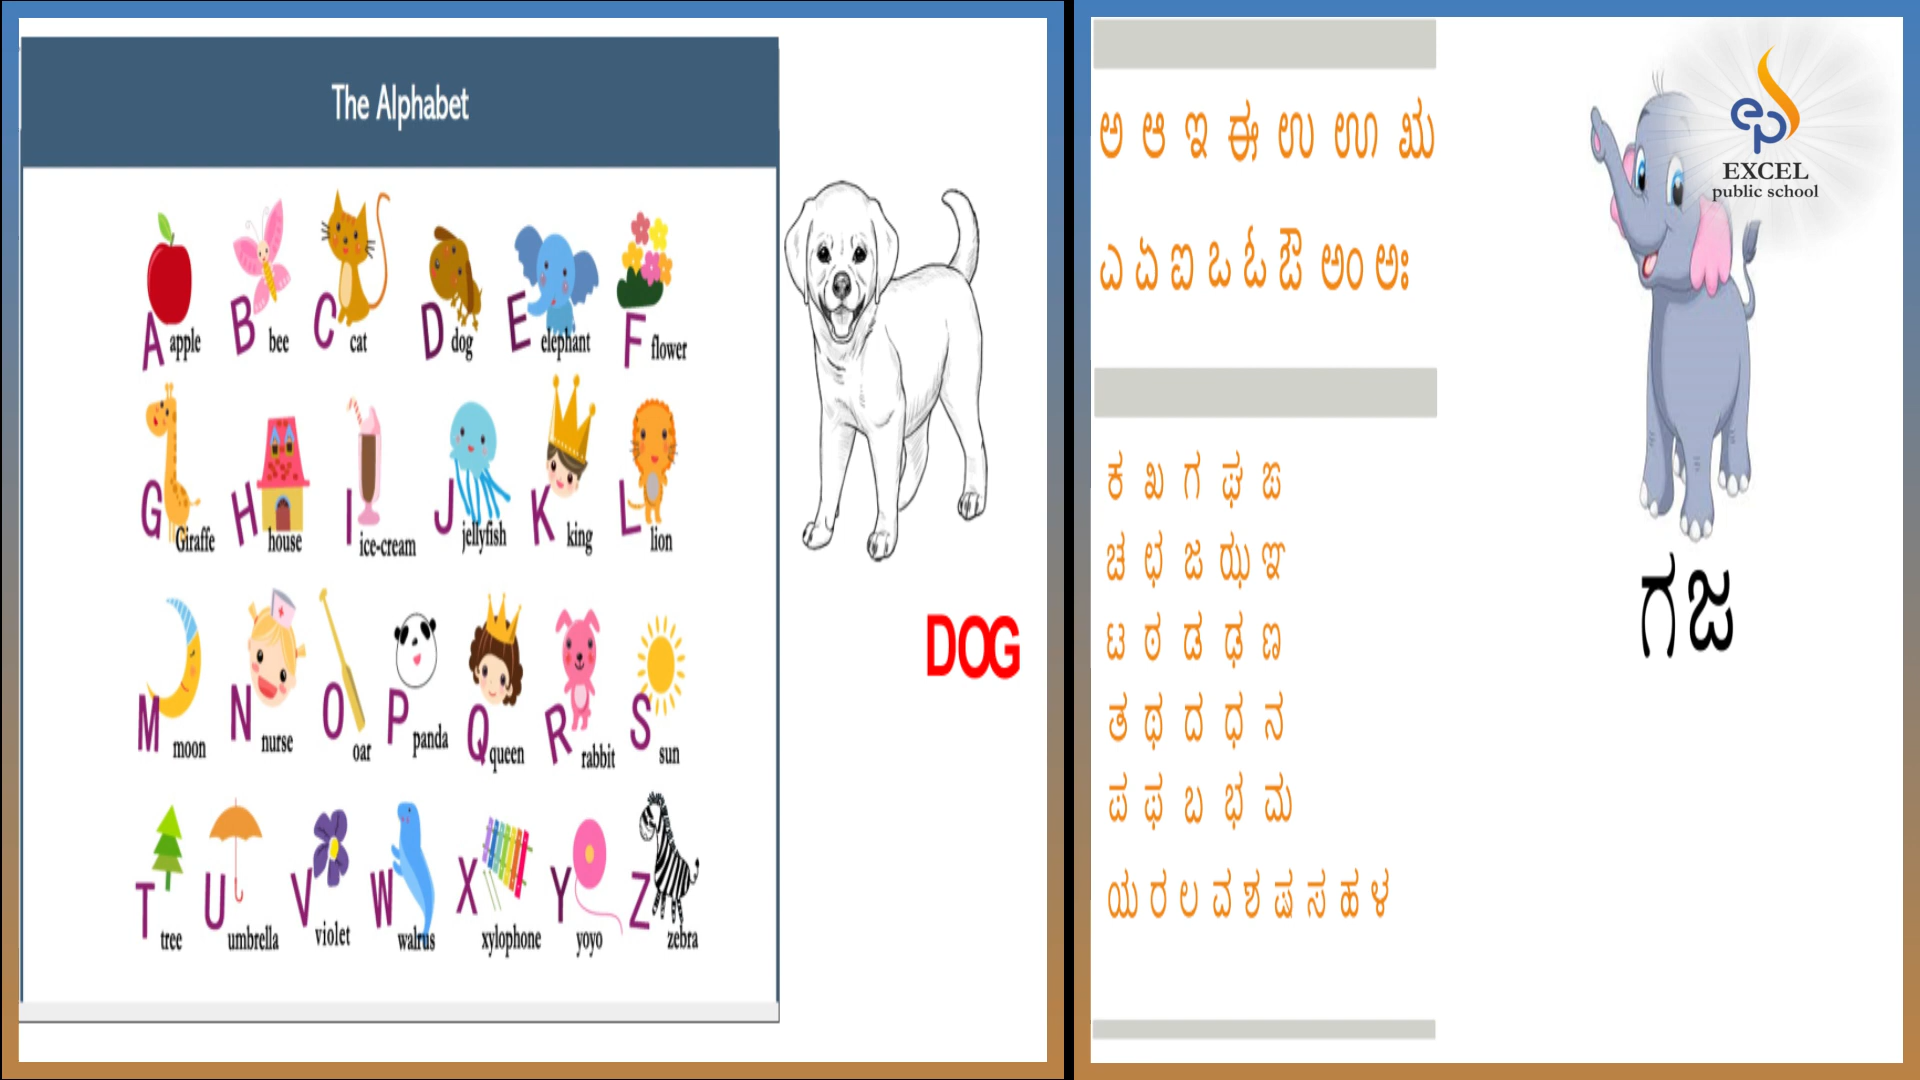 The Alphabet
A apple B bee C cat D dog E elephant F flower
G Giraffe H house I ice-cream J jellyfish K king L lion
M moon N nurse O oar P panda Q queen R rabbit S sun
T tree U umbrella V violet W walrus X xylophone Y yoyo Z zebra
DOG
ಅ ಆ ಇ ಈ ಉ ಊ ಋ
ಎ ಏ ಐ ಒ ಓ ಔ ಅಂ ಅಃ
ಕ ಖ ಗ ಘ ಙ
ಚ ಛ ಜ ಝ ಞ
ಟ ಠ ಡ ಢ ಣ
ತ ಥ ದ ಧ ನ
ಪ ಫ ಬ ಭ ಮ
ಯ ರ ಲ ವ ಶ ಷ ಸ ಹ ಳ
ep
EXCEL
public school
ಗಜ